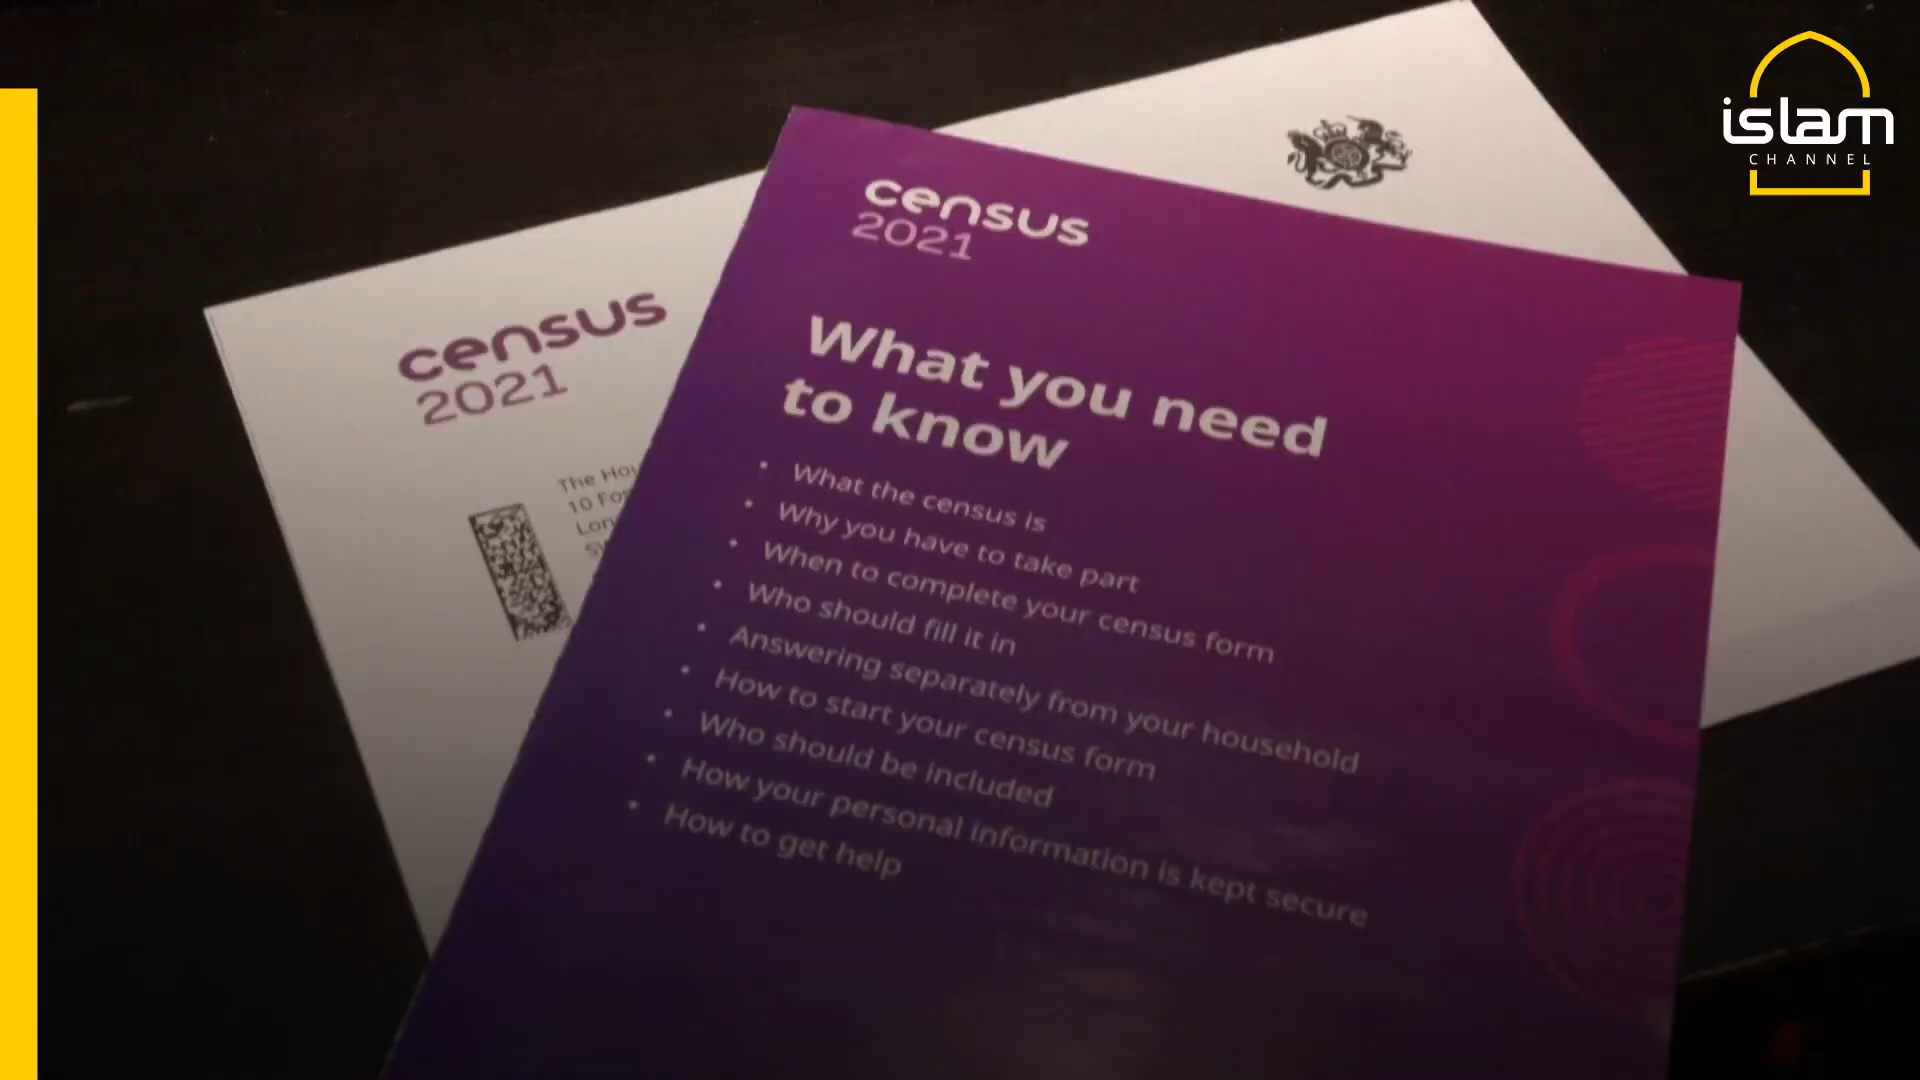 islam
CHANNEL
census
2021
The
10
census
2021
What you need
to know
• What the census is
• Why you have to take part
• When to complete your census form
• Who should fill it in
• Answering separately from your household
• How to start your census form
• Who should be included
• How your personal information is kept secure
• How to get help